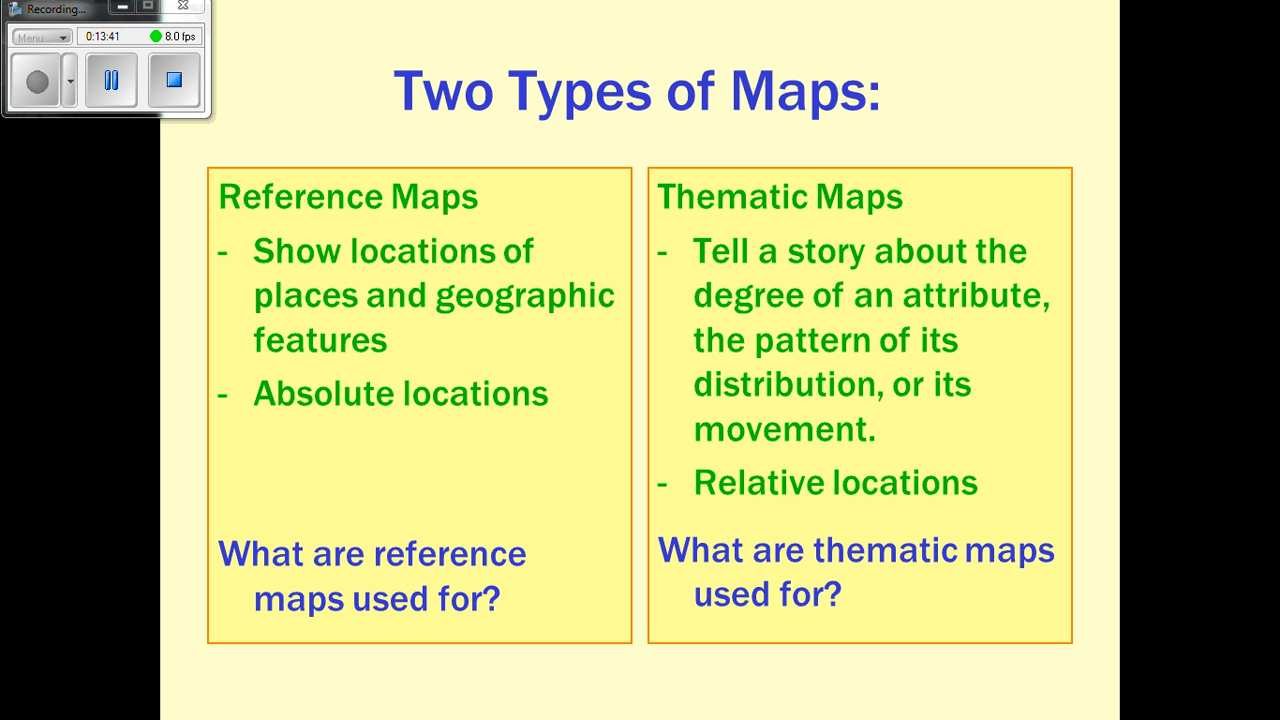 Recording...
Menu
0:13:41
8.0 fps
Two Types of Maps:
Reference Maps
- Show locations of
places and geographic
features
- Absolute locations
What are reference
maps used for?
Thematic Maps
- Tell a story about the
degree of an attribute,
the pattern of its
distribution, or its
movement.
- Relative locations
What are thematic maps
used for?